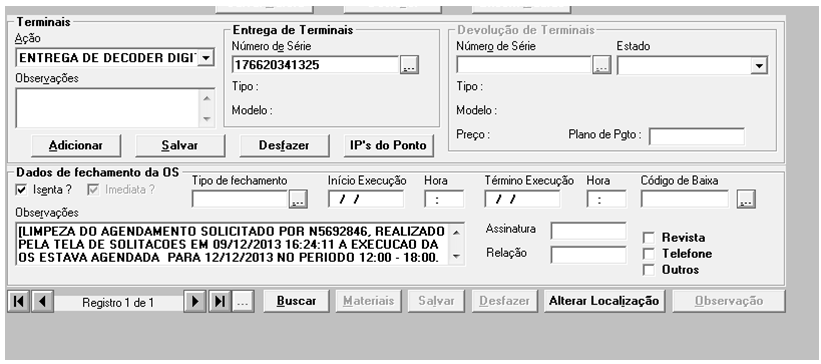 Terminais
Ação
ENTREGA DE DECODER DIGI
Observações
Adicionar Salvar Desfazer IP's do Ponto
Entrega de Terminais
Número de Série
176620341325 ...
Tipo :
Modelo :
Devolução de Terminais
Número de Série Estado
...
Tipo :
Modelo :
Preço : Plano de Pgto :
Dados de fechamento da OS
Isenta ? Imediata ? Tipo de fechamento Início Execução Hora Término Execução Hora Código de Baixa
... / / : / / : ...
Observações
[LIMPEZA DO AGENDAMENTO SOLICITADO POR N5692846, REALIZADO
PELA TELA DE SOLITACOES EM 09/12/2013 16:24:11 A EXECUCAO DA
OS ESTAVA AGENDADA PARA 12/12/2013 NO PERIODO 12:00 - 18:00.
Assinatura
Relação
Revista
Telefone
Outros
Registro 1 de 1 ... Buscar Materiais Salvar Desfazer Alterar Localização Observação